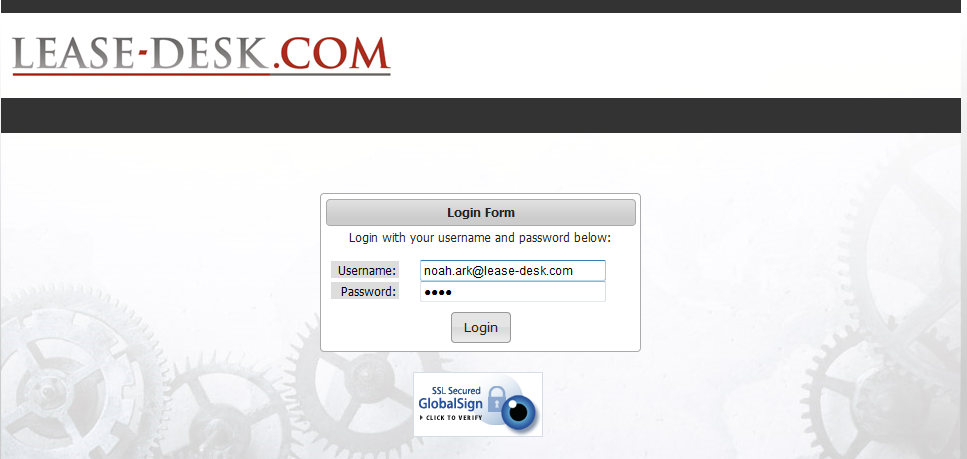 LEASE-DESK.COM
Login Form
Login with your username and password below:
Username: noah.ark@lease-desk.com
Password: ●●●●
Login
SSL Secured
GlobalSign
CLICK TO VERIFY